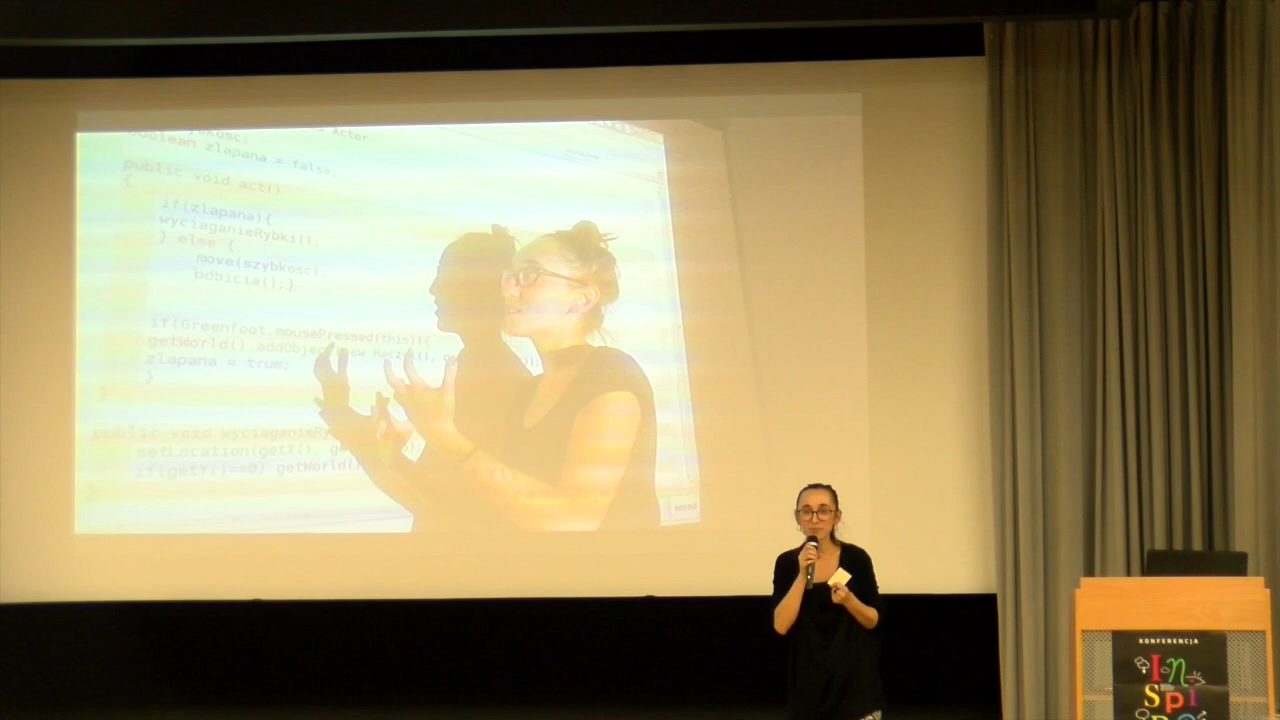 Actor
boolean zlapana = false;
public void act()
{
if(zlapana){
wyciaganieRybki();
} else {
move(szybkosc);
odbicia();}
if(Greenfoot.mousePressed(this)){
getWorld().addObject(new Haczyk(),
zlapana = true;
}
}
public void wyciaganieRy
setLocation(getX(),
if(getY()==0) getWorld()
}
KONFERENCJA
In
Spi